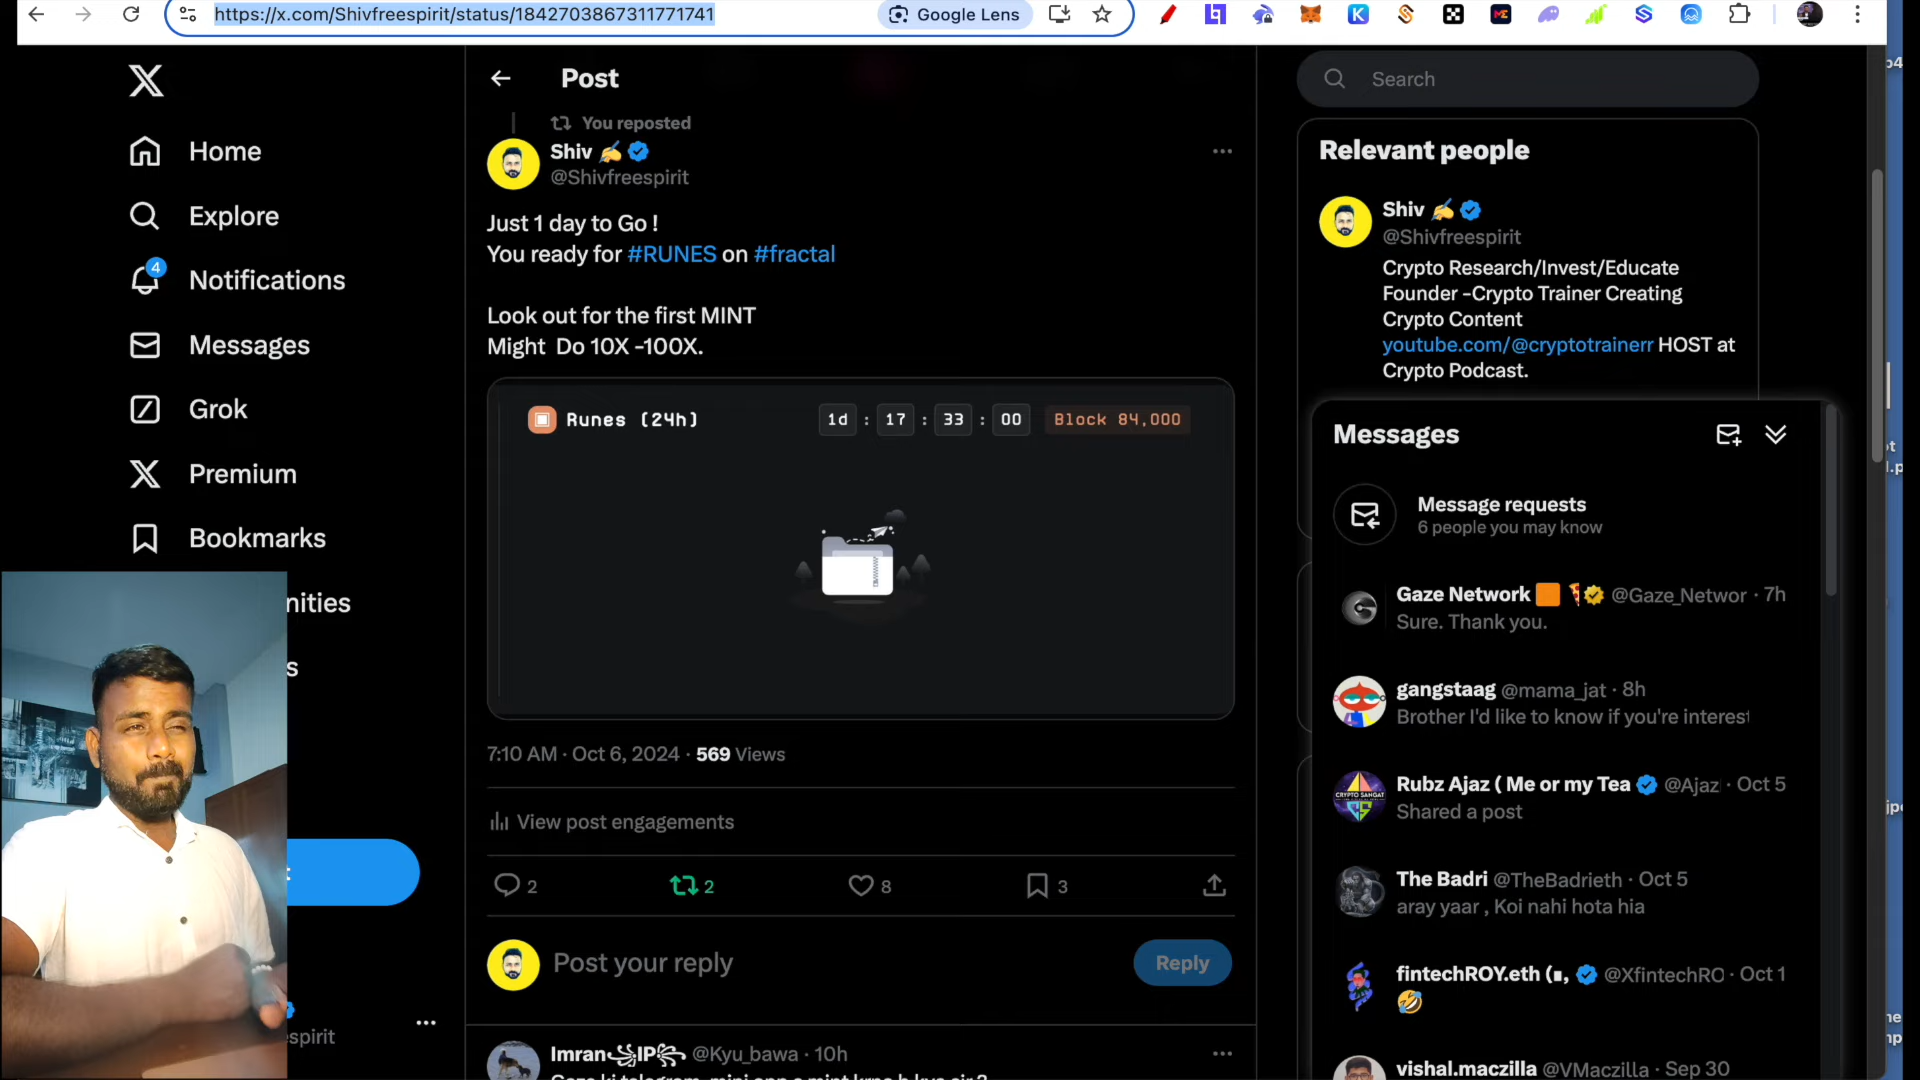 https://x.com/Shivfreespirit/status/1842703867311771741
Google Lens
Home
Explore
4
Notifications
Messages
Grok
Premium
Bookmarks
nities
s
t
spirit
Post
You reposted
Shiv ✍️
@Shivfreespirit
Just 1 day to Go !
You ready for #RUNES on #fractal
Look out for the first MINT
Might Do 10X -100X.
Runes (24h)
1d : 17 : 33 : 00
Block 84,000
7:10 AM · Oct 6, 2024 · 569 Views
View post engagements
2
2
8
3
Post your reply
Reply
Imran꧁IP꧂ @Kyu_bawa · 10h
Search
Relevant people
Shiv ✍️
@Shivfreespirit
Crypto Research/Invest/Educate
Founder -Crypto Trainer Creating
Crypto Content
youtube.com/@cryptotrainerr HOST at
Crypto Podcast.
Messages
Message requests
6 people you may know
Gaze Network 🟧 🍕 @Gaze_Networ · 7h
Sure. Thank you.
gangstaag @mama_jat · 8h
Brother I'd like to know if you're interest
Rubz Ajaz ( Me or my Tea @Ajaz · Oct 5
Shared a post
CRYPTO SANGAT
The Badri @TheBadrieth · Oct 5
aray yaar , Koi nahi hota hia
fintechROY.eth (∎, @XfintechRO · Oct 1
🤣
vishal.maczilla @VMaczilla · Sep 30